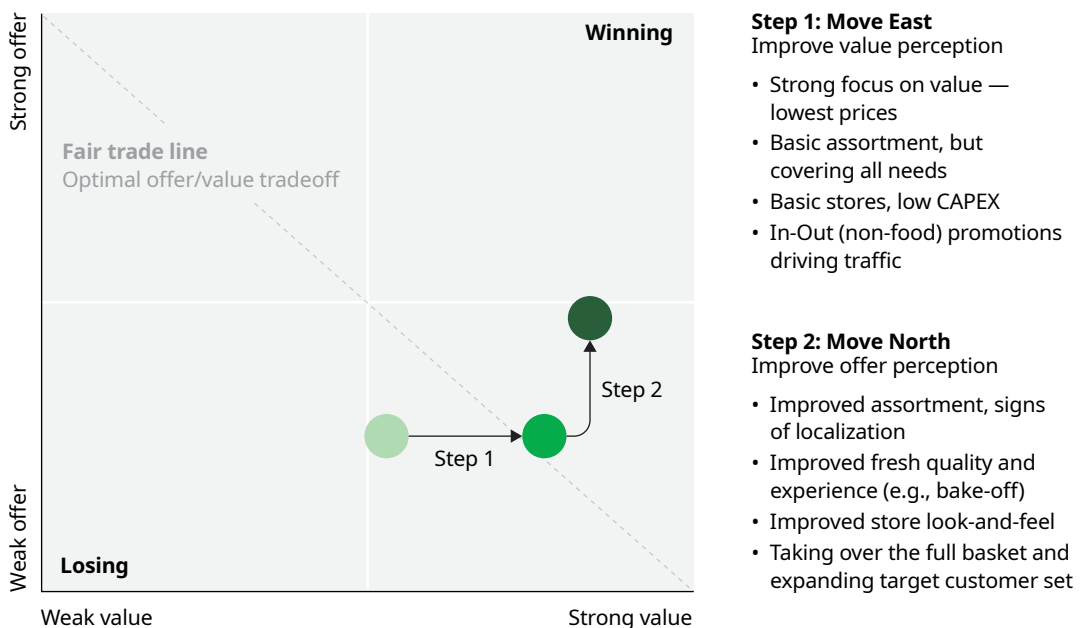 Strong offer
Weak offer
Winning
Fair trade line
Optimal offer/value tradeoff
Step 2
Step 1
Losing
Weak value
Strong value
Step 1: Move East
Improve value perception
• Strong focus on value —
lowest prices
• Basic assortment, but
covering all needs
• Basic stores, low CAPEX
• In-Out (non-food) promotions
driving traffic
Step 2: Move North
Improve offer perception
• Improved assortment, signs
of localization
• Improved fresh quality and
experience (e.g., bake-off)
• Improved store look-and-feel
• Taking over the full basket and
expanding target customer set